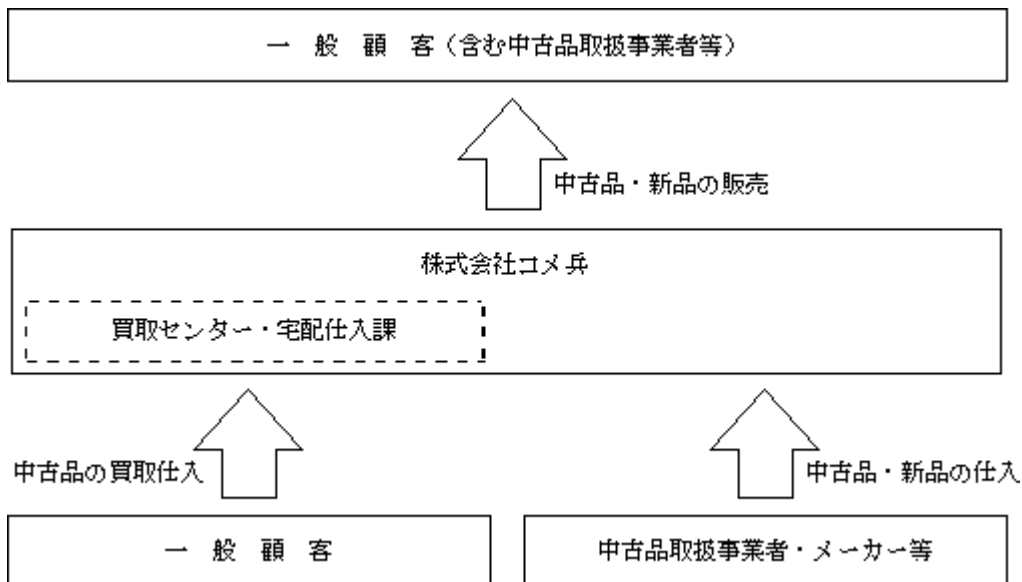 一 般 顧 客（含む中古品取扱事業者等）
中古品・新品の販売
株式会社コメ兵
買取センター・宅配仕入課
中古品の買取仕入
中古品・新品の仕入
一 般 顧 客
中古品取扱事業者・メーカー等